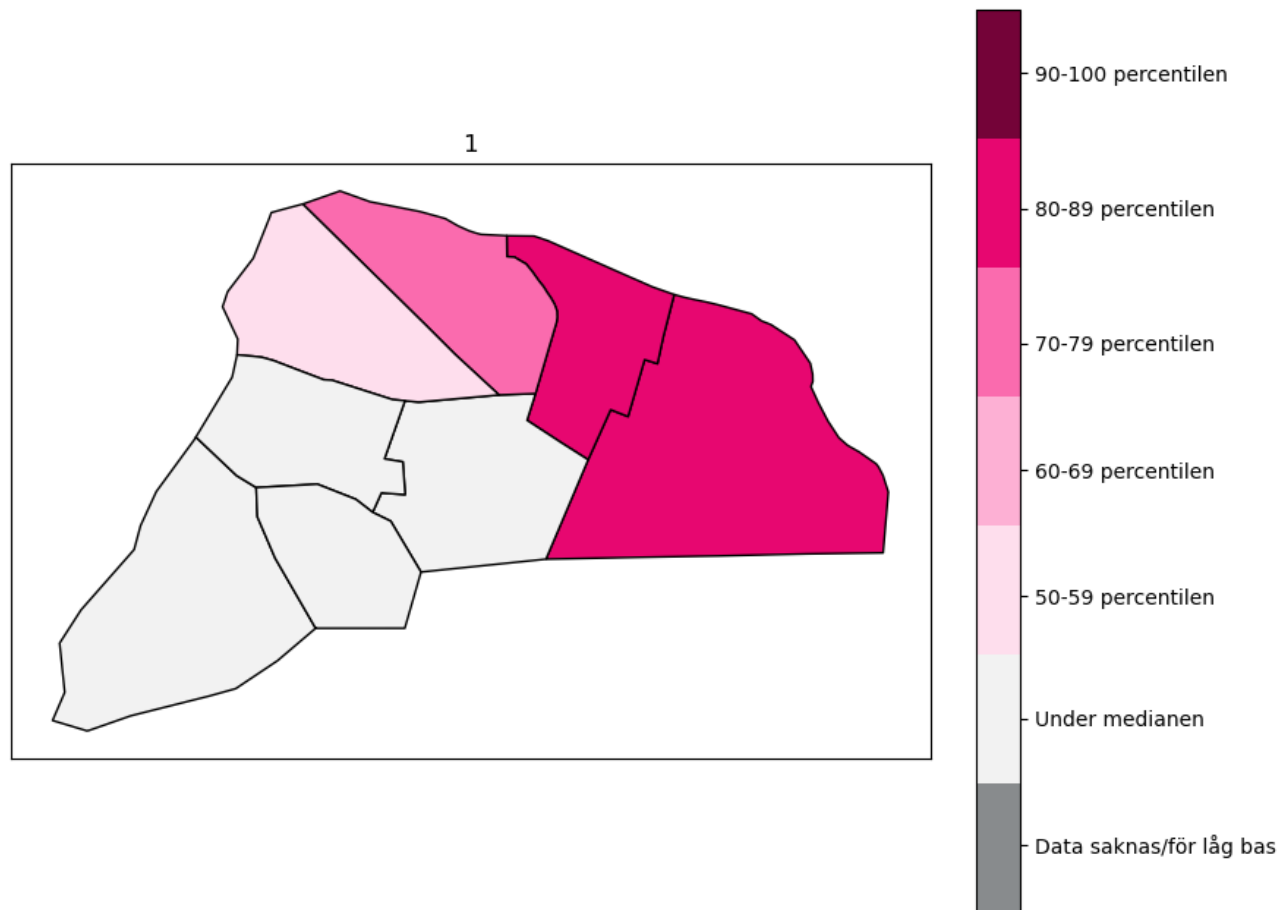 1
90-100 percentilen
80-89 percentilen
70-79 percentilen
60-69 percentilen
50-59 percentilen
Under medianen
Data saknas/för låg bas